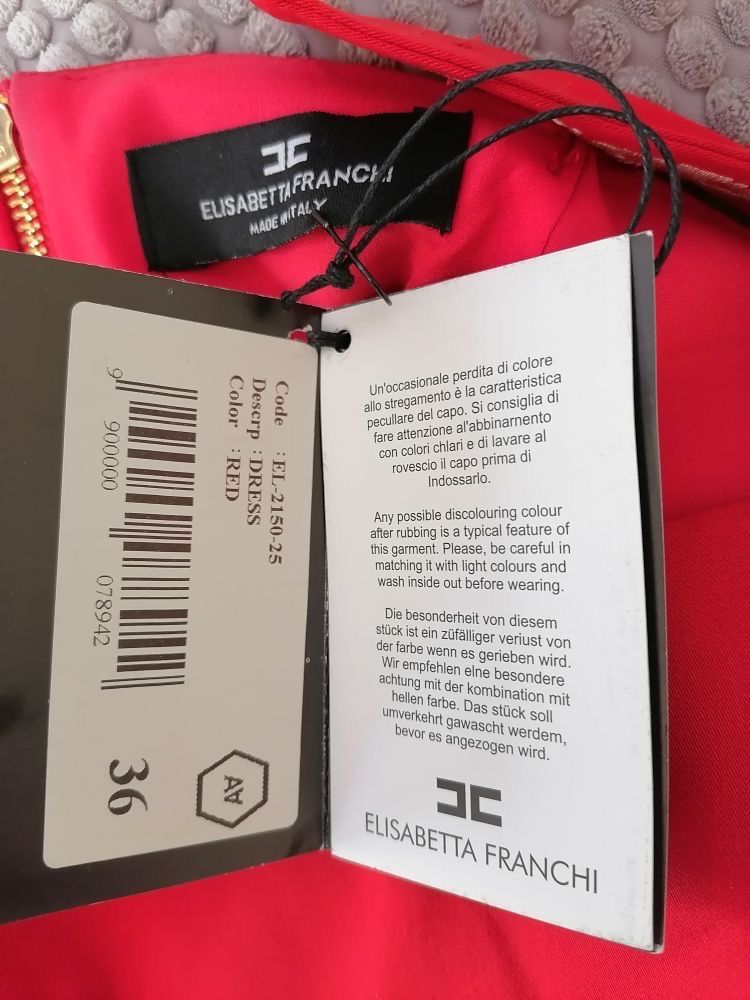 ELISABETTA FRANCHI
MADE IN ITALY
Code : EL-2150-25
Descrp : DRESS
Color : RED
9 900000 078942
36
AV
Un'occasionale perdita di colore
allo stregamento è la caratteristica
pecullare del capo. Si consiglia di
fare attenzione al'abbinarnento
con colori chlari e di lavare al
rovescio il capo prima di
Indossarlo.
Any possible discolouring colour
after rubbing is a typical feature of
this garment. Please, be careful in
matching it with light colours and
wash inside out before wearing.
Die besonderheit von diesem
stück ist ein züfälliger veriust von
der farbe wenn es gerieben wird.
Wir empfehlen elne besondere
achtung mit der kombination mit
hellen farbe. Das stück soll
umverkehrt gawascht werdem,
bevor es angezogen wird.
ELISABETTA FRANCHI